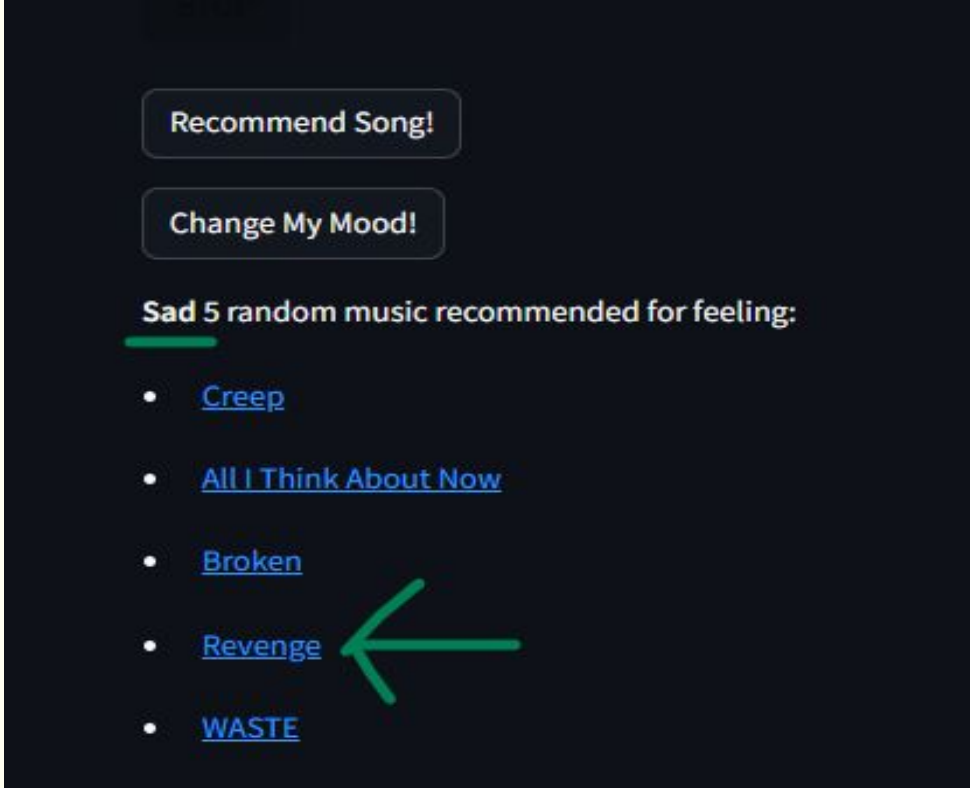 Recommend Song!
Change My Mood!
Sad 5 random music recommended for feeling:
Creep
All I Think About Now
Broken
Revenge
WASTE